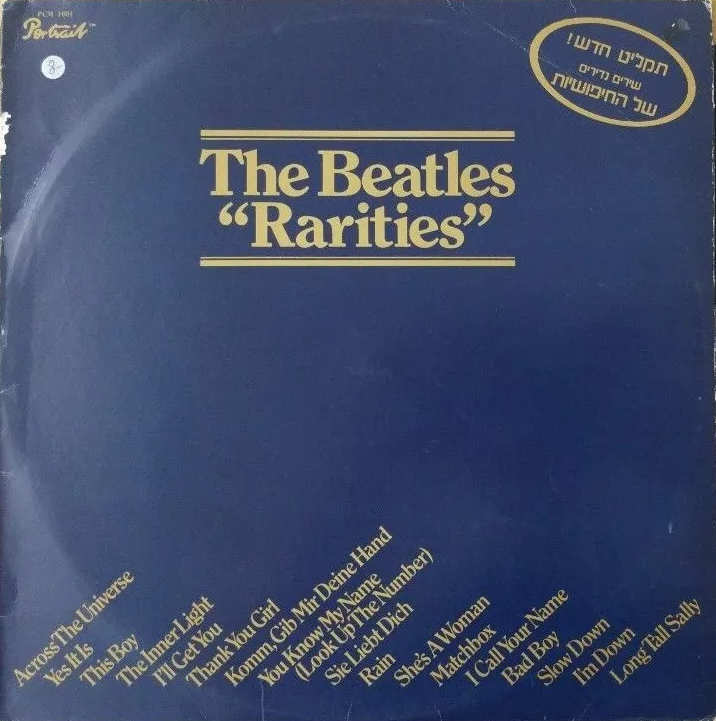 PCM 1001
Portrait™
8-
תקליט חדש!
שירים נדירים
של החיפושיות
The Beatles
“Rarities”
Across The Universe
Yes It Is
This Boy
The Inner Light
I'll Get You
Thank You Girl
Komm, Gib Mir Deine Hand
You Know My Name
(Look Up The Number)
Sie Liebt Dich
Rain
She's A Woman
Matchbox
I Call Your Name
Bad Boy
Slow Down
I'm Down
Long Tall Sally